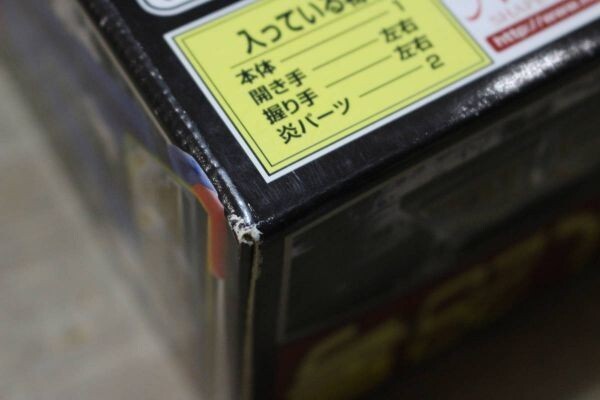 入っている
本体 ― 1
開き手 ― 左右
握り手 ― 左右
炎パーツ ― 2
http://www.